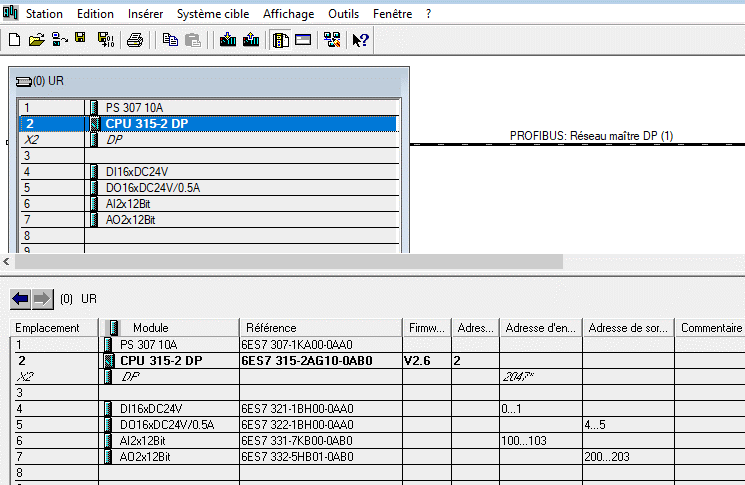 Station Edition Insérer Système cible Affichage Outils Fenêtre ?
(0) UR
1 PS 307 10A
2 CPU 315-2 DP
X2 DP
3
4 DI16xDC24V
5 DO16xDC24V/0.5A
6 AI2x12Bit
7 AO2x12Bit
8
9
PROFIBUS: Réseau maître DP (1)
(0) UR
Emplacement Module Référence Firmw... Adres... Adresse d'en... Adresse de sor... Commentaire
1 PS 307 10A 6ES7 307-1KA00-0AA0
2 CPU 315-2 DP 6ES7 315-2AG10-0AB0 V2.6 2
X2 DP 2047*
3
4 DI16xDC24V 6ES7 321-1BH00-0AA0 0...1
5 DO16xDC24V/0.5A 6ES7 322-1BH00-0AA0 4...5
6 AI2x12Bit 6ES7 331-7KB00-0AB0 100...103
7 AO2x12Bit 6ES7 332-5HB01-0AB0 200...203
8